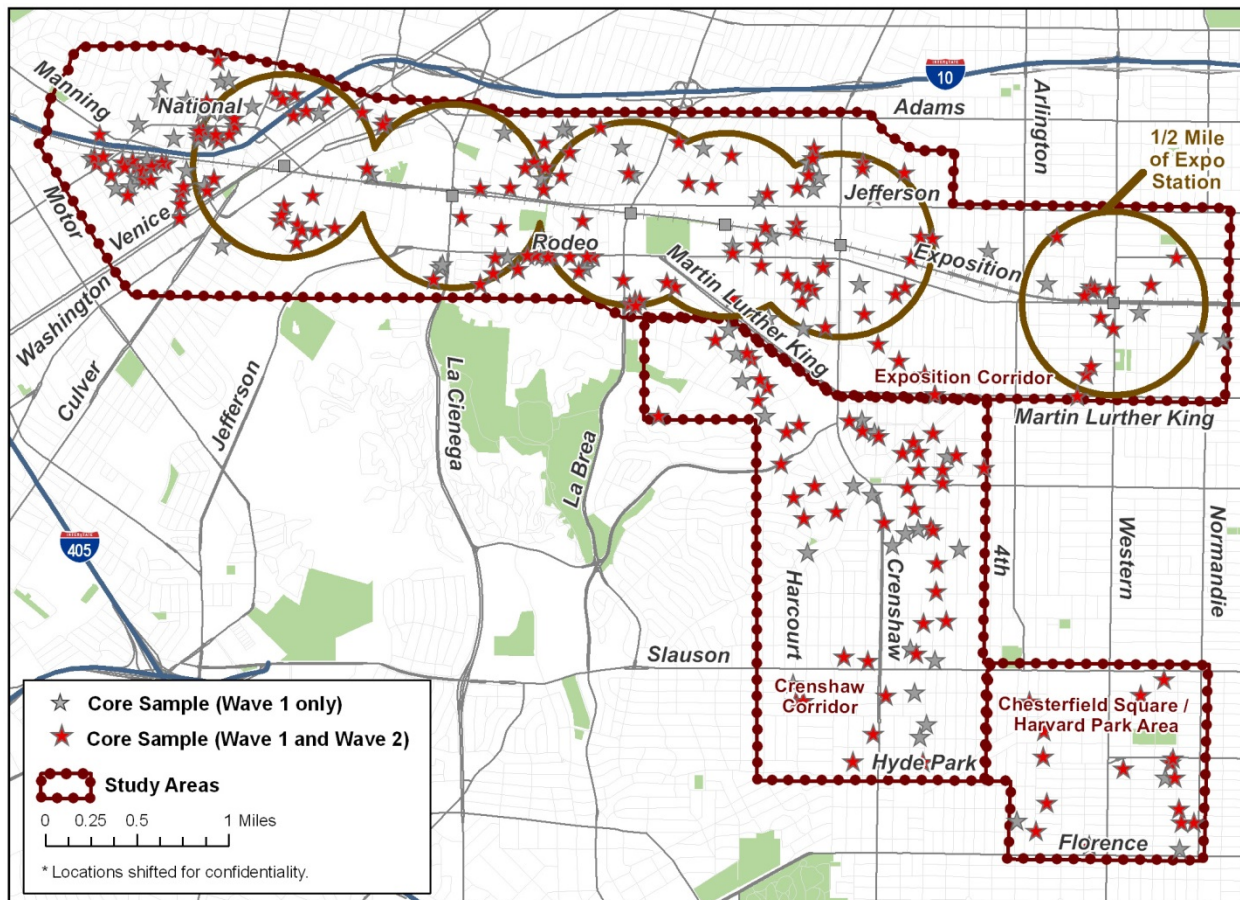 10
Manning
National
Adams
Arlington
1/2 Mile
of Expo
Station
Motor
Venice
Jefferson
Rodeo
Exposition
Martin Lurther King
Washington
Culver
Jefferson
La Cienega
La Brea
Exposition Corridor
Martin Lurther King
405
Harcourt
Crenshaw
4th
Western
Normandie
Slauson
Crenshaw
Corridor
Chesterfield Square /
Harvard Park Area
Hyde Park
Florence
Core Sample (Wave 1 only)
Core Sample (Wave 1 and Wave 2)
Study Areas
0 0.25 0.5 1 Miles
* Locations shifted for confidentiality.